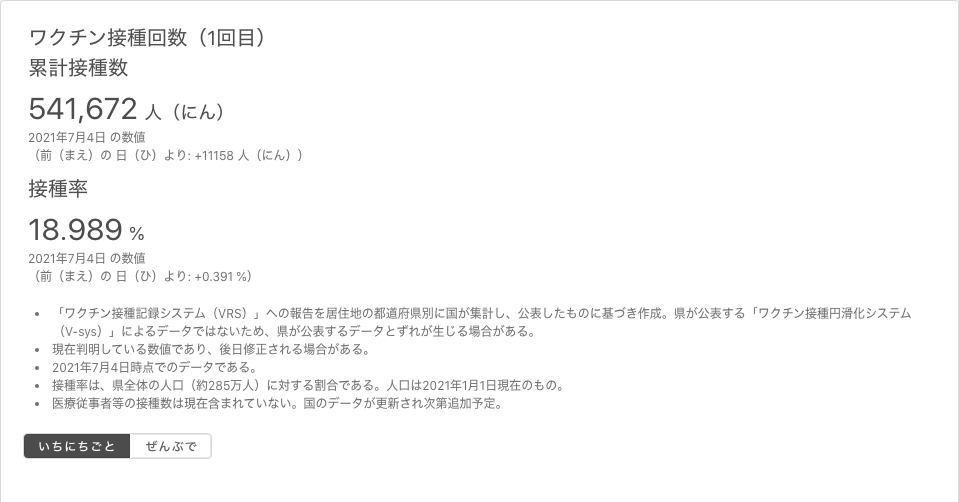 ワクチン接種回数（1回目）
累計接種数
541,672 人（にん）
2021年7月4日 の数値
（前（まえ）の 日（ひ）より: +11158 人（にん））
接種率
18.989 %
2021年7月4日 の数値
（前（まえ）の 日（ひ）より: +0.391 %）
• 「ワクチン接種記録システム（VRS）」への報告を居住地の都道府県別に国が集計し、公表したものに基づき作成。県が公表する「ワクチン接種円滑化システム
（V-sys）」によるデータではないため、県が公表するデータとずれが生じる場合がある。
• 現在判明している数値であり、後日修正される場合がある。
• 2021年7月4日時点でのデータである。
• 接種率は、県全体の人口（約285万人）に対する割合である。人口は2021年1月1日現在のもの。
• 医療従事者等の接種数は現在含まれていない。国のデータが更新され次第追加予定。
いちにちごと ぜんぶで